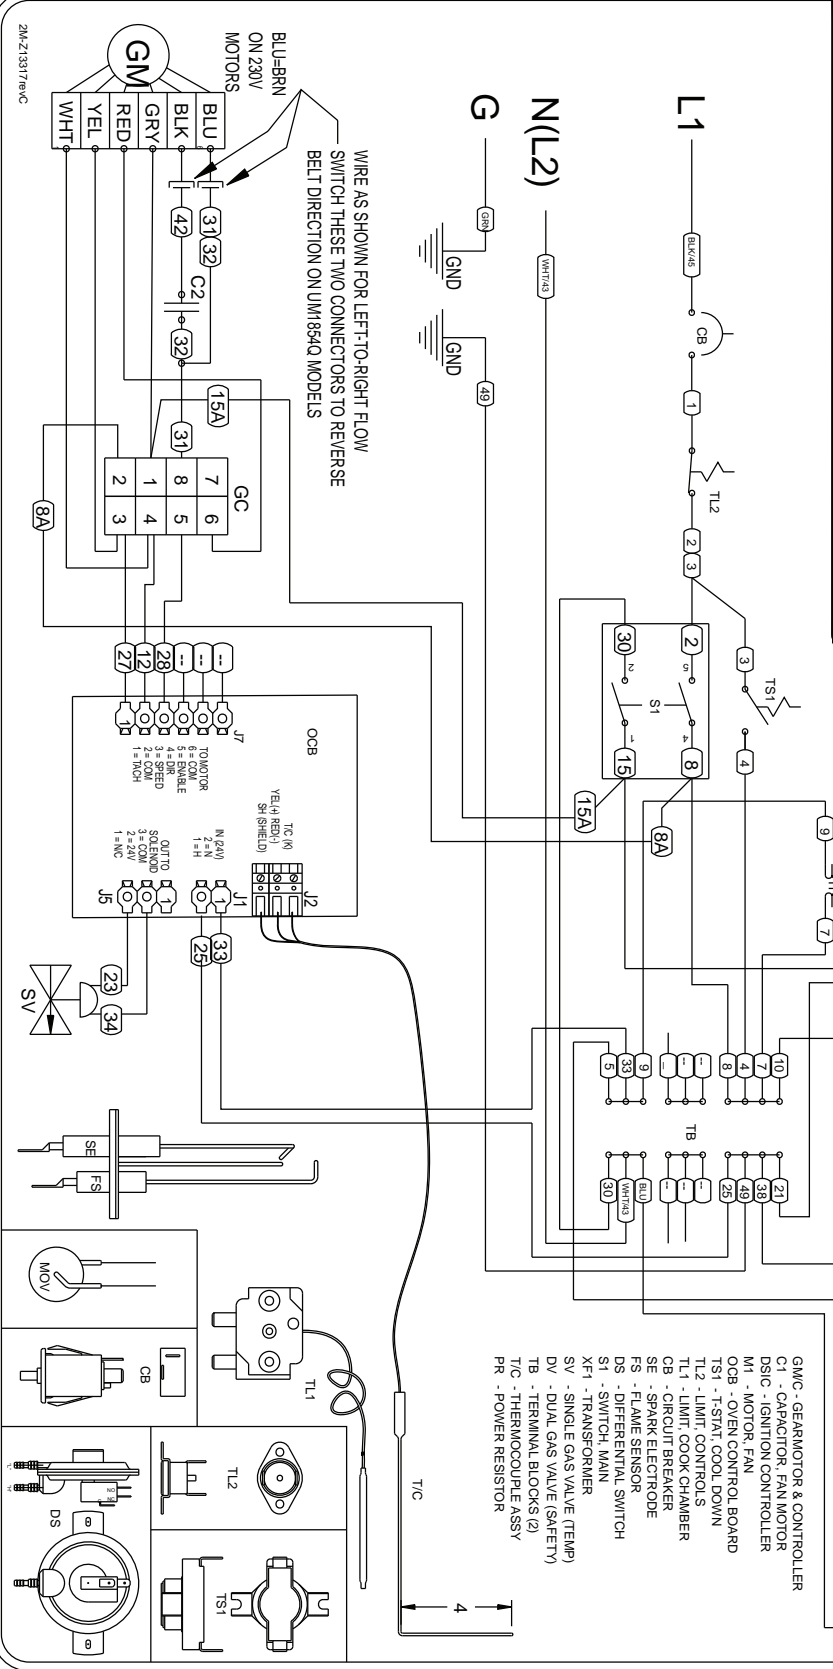 L1
BLK/45
CB
1
TL2
2
3
3
TS1
4
2
5
4
8
S1
30
2
1
15
8A
15A
9
7
N(L2)
WHT/43
G
GRN
GND
GND
49
WIRE AS SHOWN FOR LEFT-TO-RIGHT FLOW
SWITCH THESE TWO CONNECTORS TO REVERSE
BELT DIRECTION ON UM1854Q MODELS
BLU=BRN
ON 230V
MOTORS
GM
BLU
BLK
GRY
RED
YEL
WHT
31
32
42
C2
32
31
15A
8A
GC
7
6
8
5
1
4
2
3
--
--
--
28
12
27
OCB
J7
1
TO MOTOR
6 = COM
5 = ENABLE
4 = DIR
3 = SPEED
2 = COM
1 = TACH
T/C (K)
YEL(+) RED(-)
SH (SHIELD)
J2
IN (24V)
2 = N
1 = H
J1
1
33
25
OUT TO
SOLENOID
3 = COM
2 = 24V
1 = N/C
J5
1
23
34
SV
10
7
4
8
--
--
--
9
33
5
TB
21
38
49
25
--
--
--
BLU
WHT/43
30
GM/C - GEARMOTOR & CONTROLLER
C1 - CAPACITOR, FAN MOTOR
DSIC - IGNITION CONTROLLER
M1 - MOTOR, FAN
OCB - OVEN CONTROL BOARD
TS1 - T-STAT, COOL DOWN
TL2 - LIMIT, CONTROLS
TL1 - LIMIT, COOK CHAMBER
CB - CIRCUIT BREAKER
SE - SPARK ELECTRODE
FS - FLAME SENSOR
DS - DIFFERENTIAL SWITCH
S1 - SWITCH, MAIN
XF1 - TRANSFORMER
SV - SINGLE GAS VALVE (TEMP)
DV - DUAL GAS VALVE (SAFETY)
TB - TERMINAL BLOCKS (2)
T/C - THERMOCOUPLE ASSY
PR - POWER RESISTOR
SE
FS
MOV
CB
TL1
T/C
4
TL2
TS1
DS
NO
NC
"L"
"H"
2M-Z13317revC